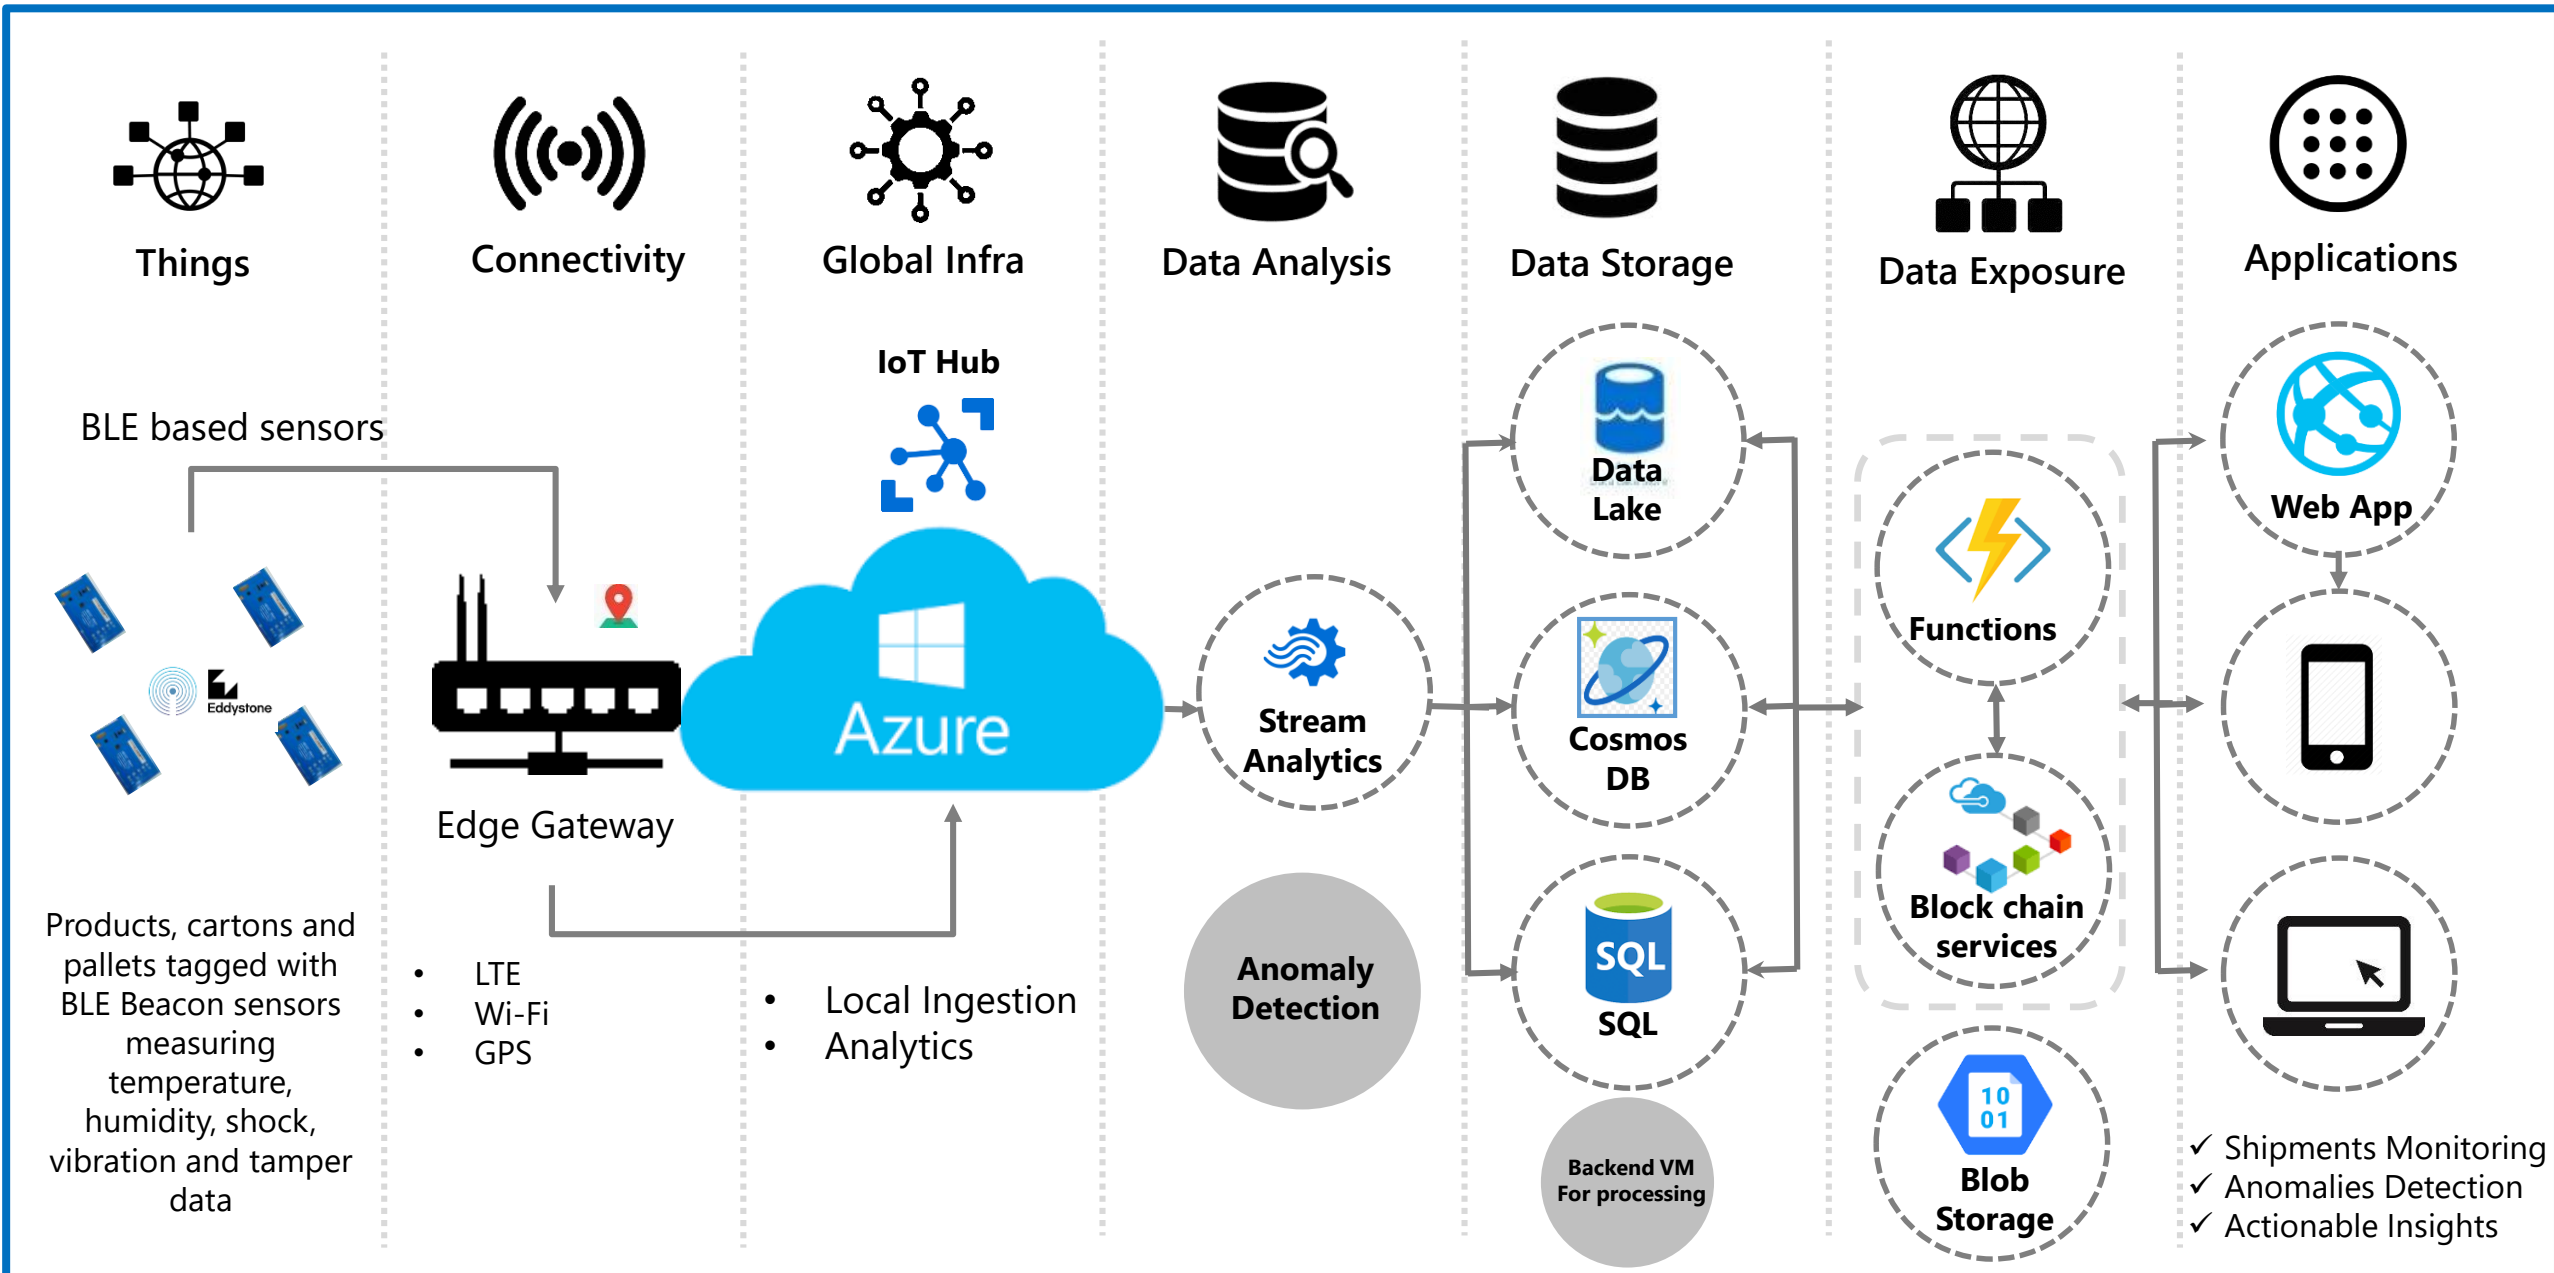 Things
Connectivity
Global Infra
Data Analysis
Data Storage
Data Exposure
Applications
BLE based sensors
Eddystone
Products, cartons and
pallets tagged with
BLE Beacon sensors
measuring
temperature,
humidity, shock,
vibration and tamper
data
Edge Gateway
• LTE
• Wi-Fi
• GPS
IoT Hub
Azure
• Local Ingestion
• Analytics
Stream
Analytics
Anomaly
Detection
Data
Lake
Cosmos
DB
SQL
SQL
Backend VM
For processing
Functions
Block chain
services
10
01
Blob
Storage
Web App
✓ Shipments Monitoring
✓ Anomalies Detection
✓ Actionable Insights